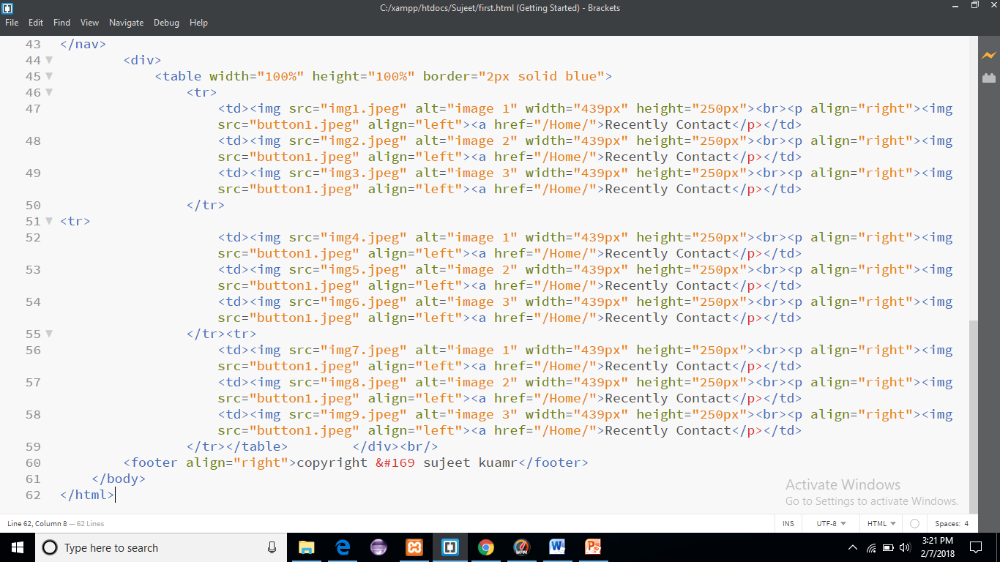 C:/xampp/htdocs/Sujeet/first.html (Getting Started) - Brackets
File Edit Find View Navigate Debug Help
43 </nav>
44 <div>
45 <table width="100%" height="100%" border="2px solid blue">
46 <tr>
47 <td><img src="img1.jpeg" alt="image 1" width="439px" height="250px"><br><p align="right"><img
src="button1.jpeg" align="left"><a href="/Home/">Recently Contact</p></td>
48 <td><img src="img2.jpeg" alt="image 2" width="439px" height="250px"><br><p align="right"><img
src="button1.jpeg" align="left"><a href="/Home/">Recently Contact</p></td>
49 <td><img src="img3.jpeg" alt="image 3" width="439px" height="250px"><br><p align="right"><img
src="button1.jpeg" align="left"><a href="/Home/">Recently Contact</p></td>
50 </tr>
51 <tr>
52 <td><img src="img4.jpeg" alt="image 1" width="439px" height="250px"><br><p align="right"><img
src="button1.jpeg" align="left"><a href="/Home/">Recently Contact</p></td>
53 <td><img src="img5.jpeg" alt="image 2" width="439px" height="250px"><br><p align="right"><img
src="button1.jpeg" align="left"><a href="/Home/">Recently Contact</p></td>
54 <td><img src="img6.jpeg" alt="image 3" width="439px" height="250px"><br><p align="right"><img
src="button1.jpeg" align="left"><a href="/Home/">Recently Contact</p></td>
55 </tr><tr>
56 <td><img src="img7.jpeg" alt="image 1" width="439px" height="250px"><br><p align="right"><img
src="button1.jpeg" align="left"><a href="/Home/">Recently Contact</p></td>
57 <td><img src="img8.jpeg" alt="image 2" width="439px" height="250px"><br><p align="right"><img
src="button1.jpeg" align="left"><a href="/Home/">Recently Contact</p></td>
58 <td><img src="img9.jpeg" alt="image 3" width="439px" height="250px"><br><p align="right"><img
src="button1.jpeg" align="left"><a href="/Home/">Recently Contact</p></td>
59 </tr></table> </div><br/>
60 <footer align="right">copyright &#169 sujeet kuamr</footer>
61 </body>
62 </html>
Activate Windows
Go to Settings to activate Windows.
Line 62, Column 8 — 62 Lines INS UTF-8 HTML Spaces: 4
Type here to search
WPM
3:21 PM
2/7/2018